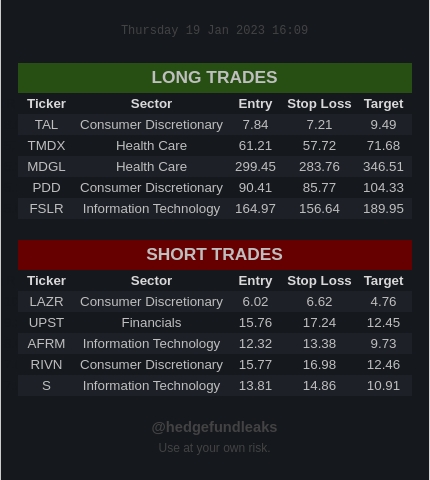 Thursday 19 Jan 2023 16:09
LONG TRADES
Ticker Sector Entry Stop Loss Target
TAL Consumer Discretionary 7.84 7.21 9.49
TMDX Health Care 61.21 57.72 71.68
MDGL Health Care 299.45 283.76 346.51
PDD Consumer Discretionary 90.41 85.77 104.33
FSLR Information Technology 164.97 156.64 189.95
SHORT TRADES
Ticker Sector Entry Stop Loss Target
LAZR Consumer Discretionary 6.02 6.62 4.76
UPST Financials 15.76 17.24 12.45
AFRM Information Technology 12.32 13.38 9.73
RIVN Consumer Discretionary 15.77 16.98 12.46
S Information Technology 13.81 14.86 10.91
@hedgefundleaks
Use at your own risk.